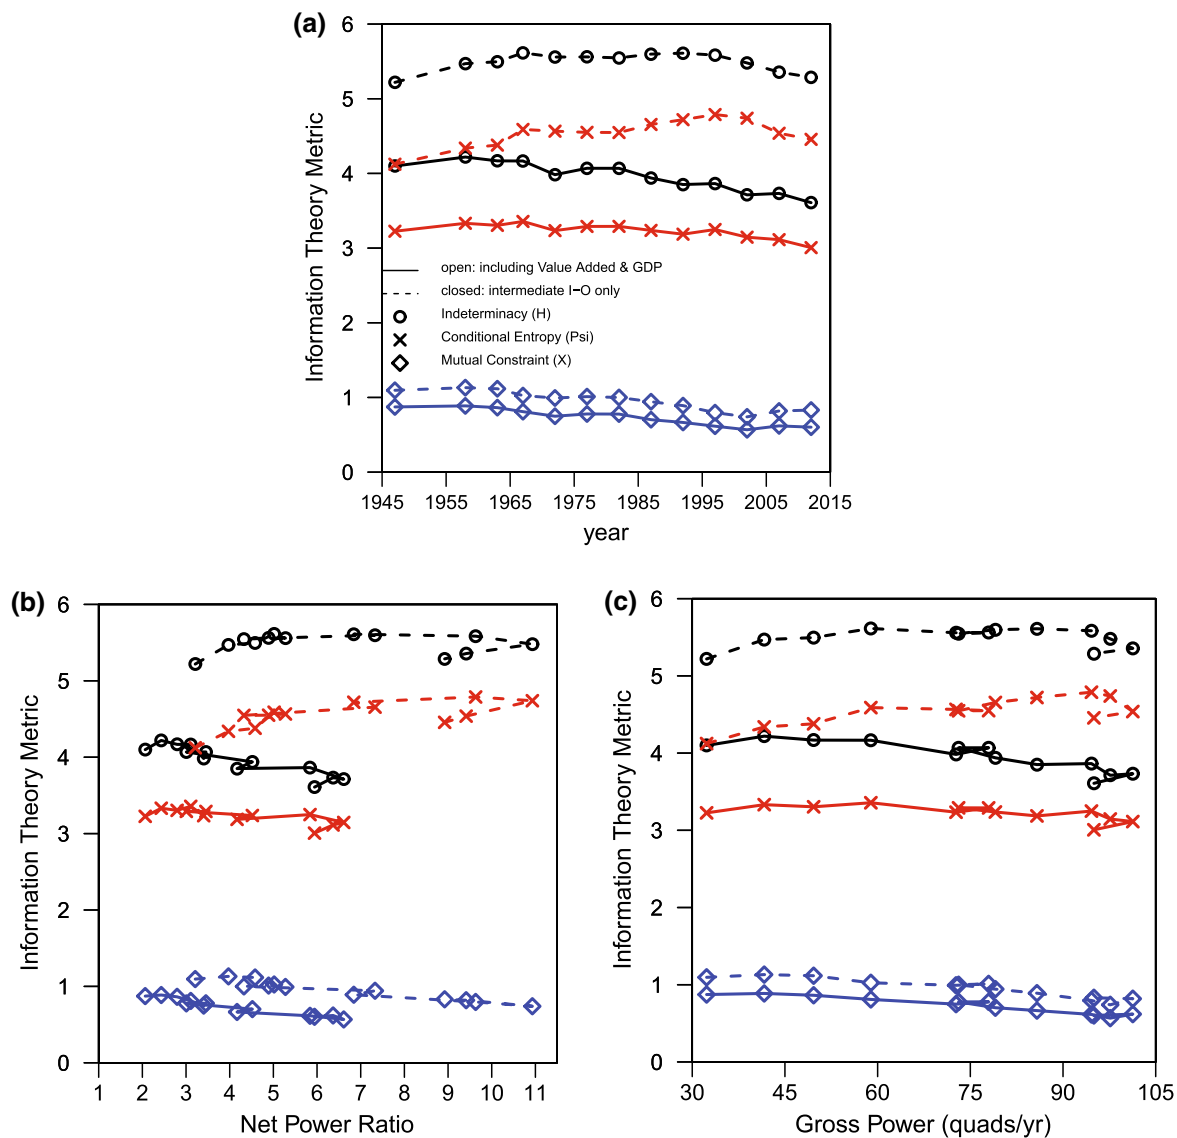 (a)
6
5
4
3
2
1
0
Information Theory Metric
open: including Value Added & GDP
closed: intermediate I−O only
Indeterminacy (H)
Conditional Entropy (Psi)
Mutual Constraint (X)
1945 1955 1965 1975 1985 1995 2005 2015
year
(b)
6
5
4
3
2
1
0
Information Theory Metric
1 2 3 4 5 6 7 8 9 10 11
Net Power Ratio
(c)
6
5
4
3
2
1
0
Information Theory Metric
30 45 60 75 90 105
Gross Power (quads/yr)